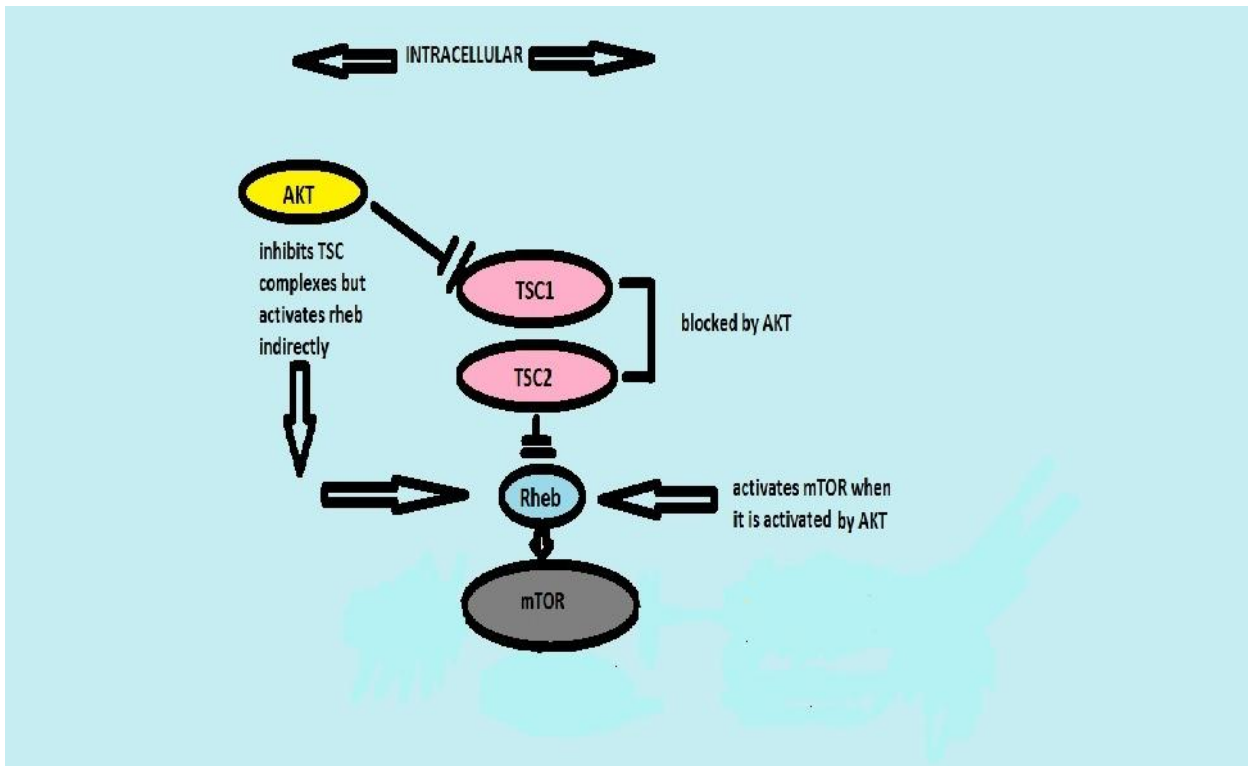 INTRACELLULAR
AKT
inhibits TSC
complexes but
activates rheb
indirectly
TSC1
blocked by AKT
TSC2
Rheb
activates mTOR when
it is activated by AKT
mTOR